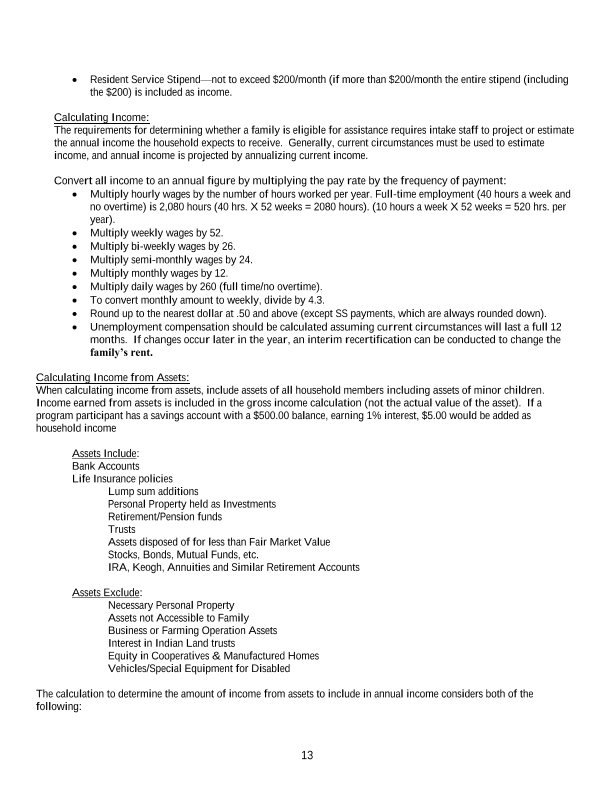 • Resident Service Stipend—not to exceed $200/month (if more than $200/month the entire stipend (including
the $200) is included as income.
Calculating Income:
The requirements for determining whether a family is eligible for assistance requires intake staff to project or estimate
the annual income the household expects to receive.  Generally, current circumstances must be used to estimate
income, and annual income is projected by annualizing current income.
Convert all income to an annual figure by multiplying the pay rate by the frequency of payment:
• Multiply hourly wages by the number of hours worked per year. Full-time employment (40 hours a week and
no overtime) is 2,080 hours (40 hrs. X 52 weeks = 2080 hours). (10 hours a week X 52 weeks = 520 hrs. per
year).
• Multiply weekly wages by 52.
• Multiply bi-weekly wages by 26.
• Multiply semi-monthly wages by 24.
• Multiply monthly wages by 12.
• Multiply daily wages by 260 (full time/no overtime).
• To convert monthly amount to weekly, divide by 4.3.
• Round up to the nearest dollar at .50 and above (except SS payments, which are always rounded down).
• Unemployment compensation should be calculated assuming current circumstances will last a full 12
months.  If changes occur later in the year, an interim recertification can be conducted to change the
family's rent.
Calculating Income from Assets:
When calculating income from assets, include assets of all household members including assets of minor children.
Income earned from assets is included in the gross income calculation (not the actual value of the asset).  If a
program participant has a savings account with a $500.00 balance, earning 1% interest, $5.00 would be added as
household income
Assets Include:
Bank Accounts
Life Insurance policies
Lump sum additions
Personal Property held as Investments
Retirement/Pension funds
Trusts
Assets disposed of for less than Fair Market Value
Stocks, Bonds, Mutual Funds, etc.
IRA, Keogh, Annuities and Similar Retirement Accounts
Assets Exclude:
Necessary Personal Property
Assets not Accessible to Family
Business or Farming Operation Assets
Interest in Indian Land trusts
Equity in Cooperatives & Manufactured Homes
Vehicles/Special Equipment for Disabled
The calculation to determine the amount of income from assets to include in annual income considers both of the
following:
13